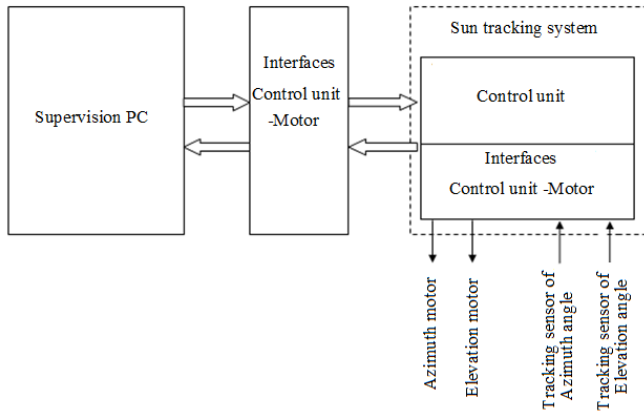 Sun tracking system
Supervision PC
Interfaces
Control unit
-Motor
Control unit
Interfaces
Control unit -Motor
Azimuth motor
Elevation motor
Tracking sensor of
Azimuth angle
Tracking sensor of
Elevation angle